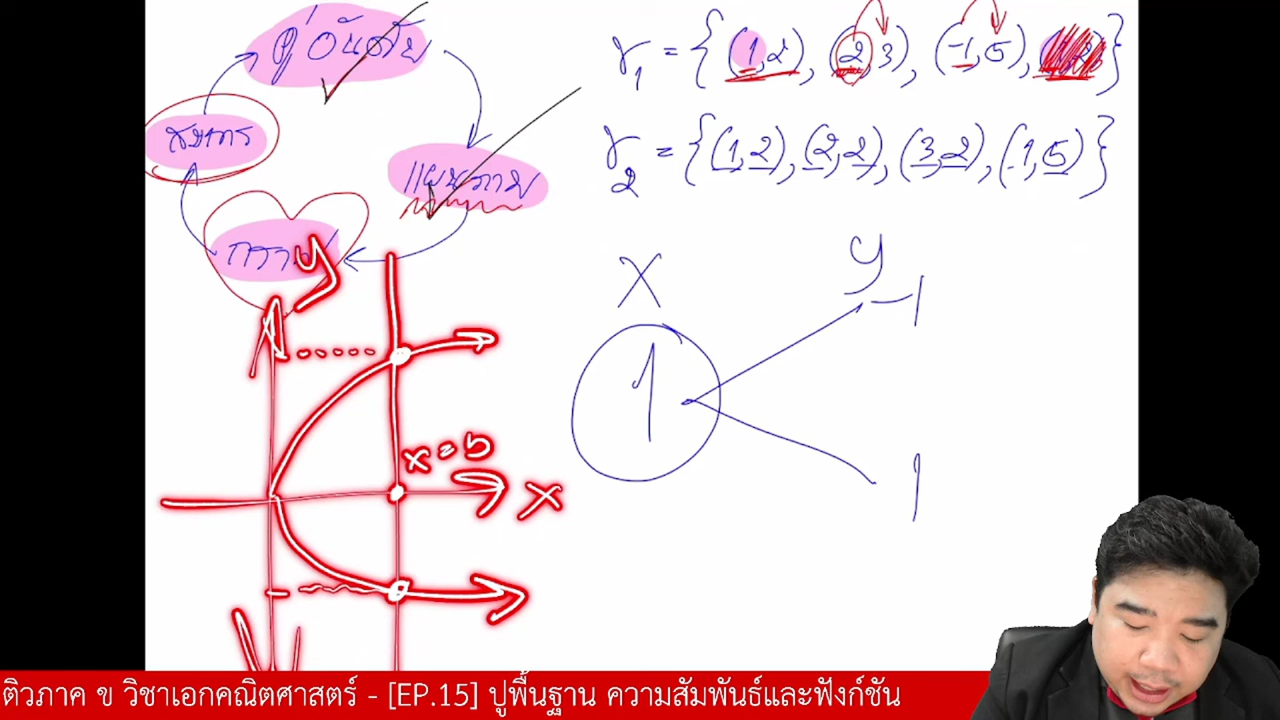 คู่อันดับ
แผนภาพ
กราฟ
สมการ
r₁ = {(1,2), (2,3), (-1,5),
r₂ = {(1,2), (2,2), (3,2), (-1,5)}
y
x = 5
x
x y
1 -1
1
ติวภาค ข วิชาเอกคณิตศาสตร์ - [EP.15] ปูพื้นฐาน ความสัมพันธ์และฟังก์ชัน